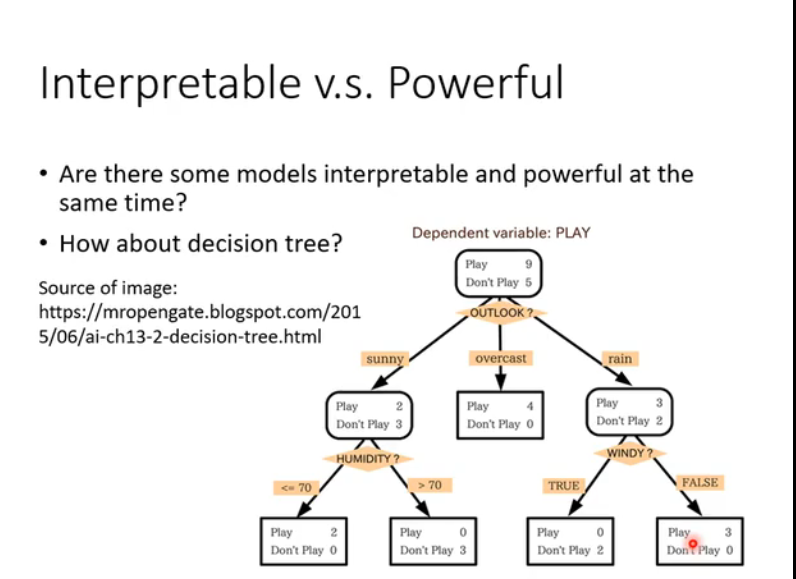 Interpretable v.s. Powerful
• Are there some models interpretable and powerful at the
same time?
• How about decision tree?
Source of image:
https://mropengate.blogspot.com/201
5/06/ai-ch13-2-decision-tree.html
Dependent variable: PLAY
Play 9
Don't Play 5
OUTLOOK ?
sunny
overcast
rain
Play 2
Don't Play 3
Play 4
Don't Play 0
Play 3
Don't Play 2
HUMIDITY ?
WINDY ?
<= 70
> 70
TRUE
FALSE
Play 2
Don't Play 0
Play 0
Don't Play 3
Play 0
Don't Play 2
Play 3
Don't Play 0